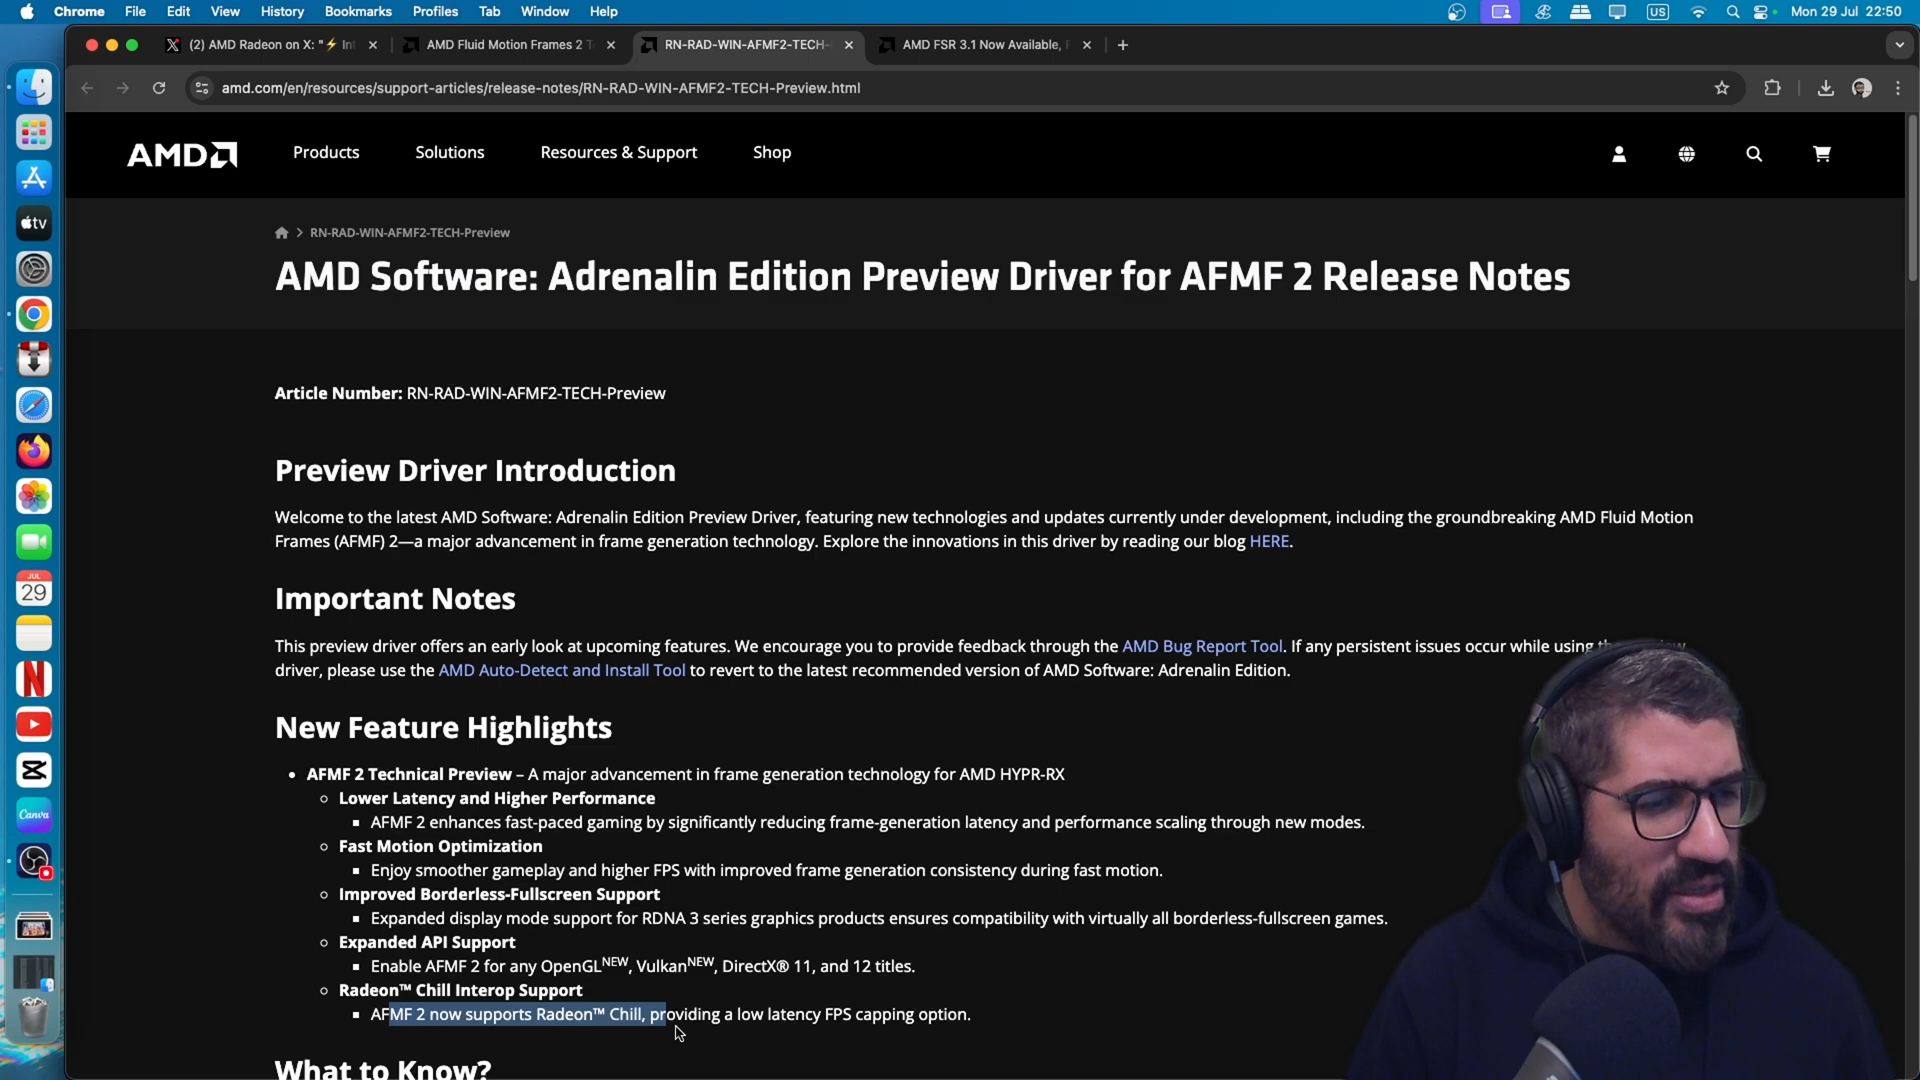 Chrome File Edit View History Bookmarks Profiles Tab Window Help US Mon 29 Jul 22:50
(2) AMD Radeon on X: "⚡ In
AMD Fluid Motion Frames 2 T
RN-RAD-WIN-AFMF2-TECH-
AMD FSR 3.1 Now Available, F
amd.com/en/resources/support-articles/release-notes/RN-RAD-WIN-AFMF2-TECH-Preview.html
AMD Products Solutions Resources & Support Shop
RN-RAD-WIN-AFMF2-TECH-Preview
AMD Software: Adrenalin Edition Preview Driver for AFMF 2 Release Notes
Article Number: RN-RAD-WIN-AFMF2-TECH-Preview
Preview Driver Introduction
Welcome to the latest AMD Software: Adrenalin Edition Preview Driver, featuring new technologies and updates currently under development, including the groundbreaking AMD Fluid Motion
Frames (AFMF) 2—a major advancement in frame generation technology. Explore the innovations in this driver by reading our blog HERE.
Important Notes
This preview driver offers an early look at upcoming features. We encourage you to provide feedback through the AMD Bug Report Tool. If any persistent issues occur while using
driver, please use the AMD Auto-Detect and Install Tool to revert to the latest recommended version of AMD Software: Adrenalin Edition.
New Feature Highlights
• AFMF 2 Technical Preview – A major advancement in frame generation technology for AMD HYPR-RX
Lower Latency and Higher Performance
AFMF 2 enhances fast-paced gaming by significantly reducing frame-generation latency and performance scaling through new modes.
Fast Motion Optimization
Enjoy smoother gameplay and higher FPS with improved frame generation consistency during fast motion.
Improved Borderless-Fullscreen Support
Expanded display mode support for RDNA 3 series graphics products ensures compatibility with virtually all borderless-fullscreen games.
Expanded API Support
Enable AFMF 2 for any OpenGLNEW, VulkanNEW, DirectX® 11, and 12 titles.
Radeon™ Chill Interop Support
AFMF 2 now supports Radeon™ Chill, providing a low latency FPS capping option.
What to Know?
tv
JUL
29
N
Canva